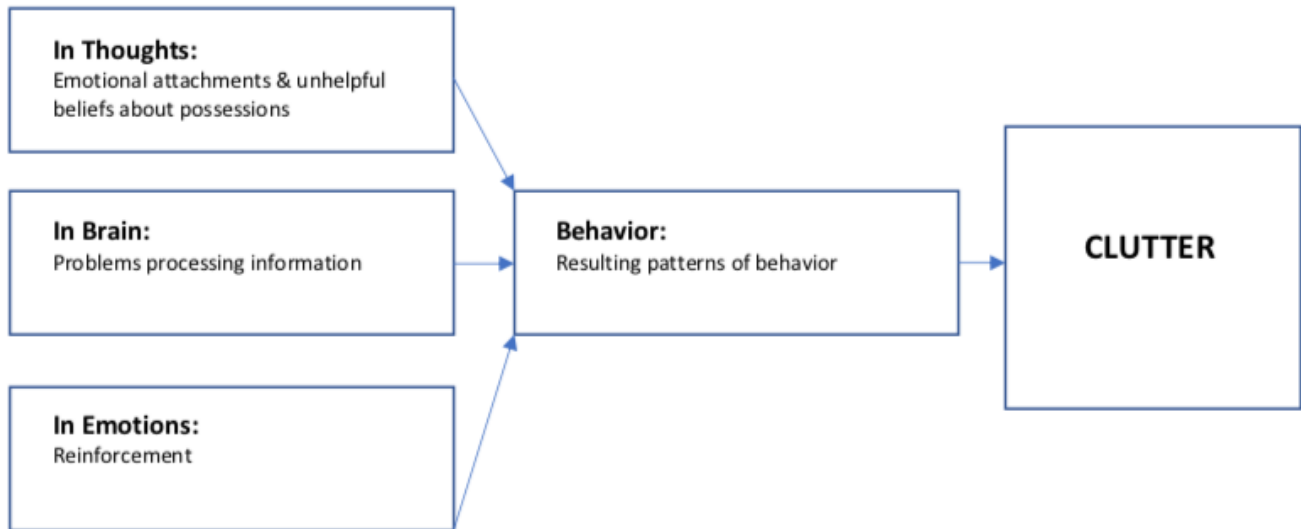 In Thoughts:
Emotional attachments & unhelpful
beliefs about possessions
In Brain:
Problems processing information
In Emotions:
Reinforcement
Behavior:
Resulting patterns of behavior
CLUTTER